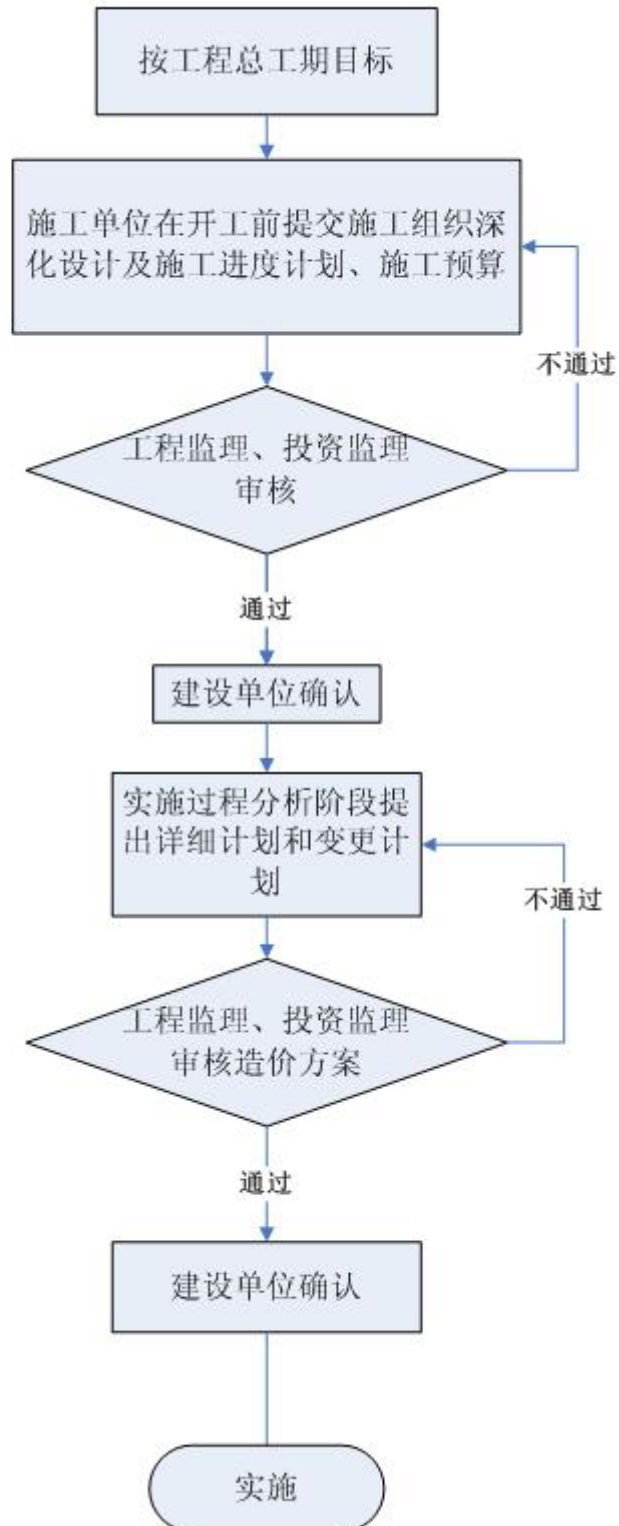 按工程总工期目标
施工单位在开工前提交施工组织深
化设计及施工进度计划、施工预算
不通过
工程监理、投资监理
审核
通过
建设单位确认
实施过程分析阶段提
出详细计划和变更计
划
不通过
工程监理、投资监理
审核造价方案
通过
建设单位确认
实施